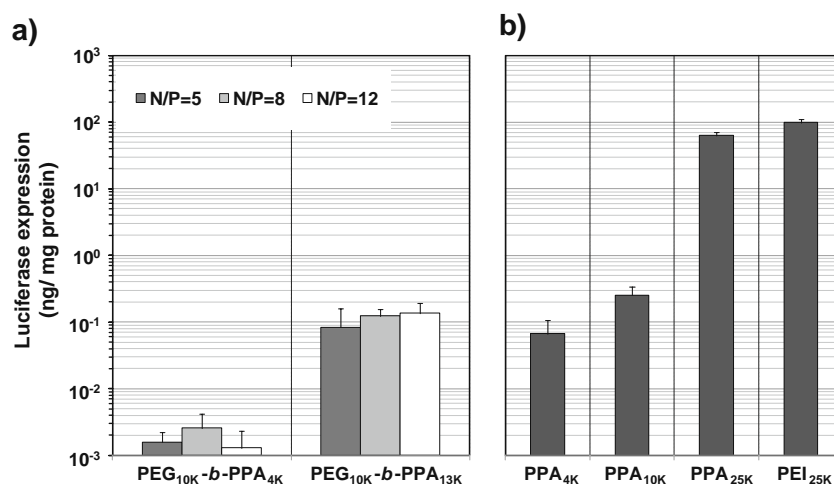 a)
Luciferase expression
(ng/ mg protein)
10³
10²
10¹
10⁰
10⁻¹
10⁻²
10⁻³
N/P=5 N/P=8 N/P=12
PEG₁₀ₖ-b-PPA₄ₖ PEG₁₀ₖ-b-PPA₁₃ₖ
b)
PPA₄ₖ PPA₁₀ₖ PPA₂₅ₖ PEI₂₅ₖ